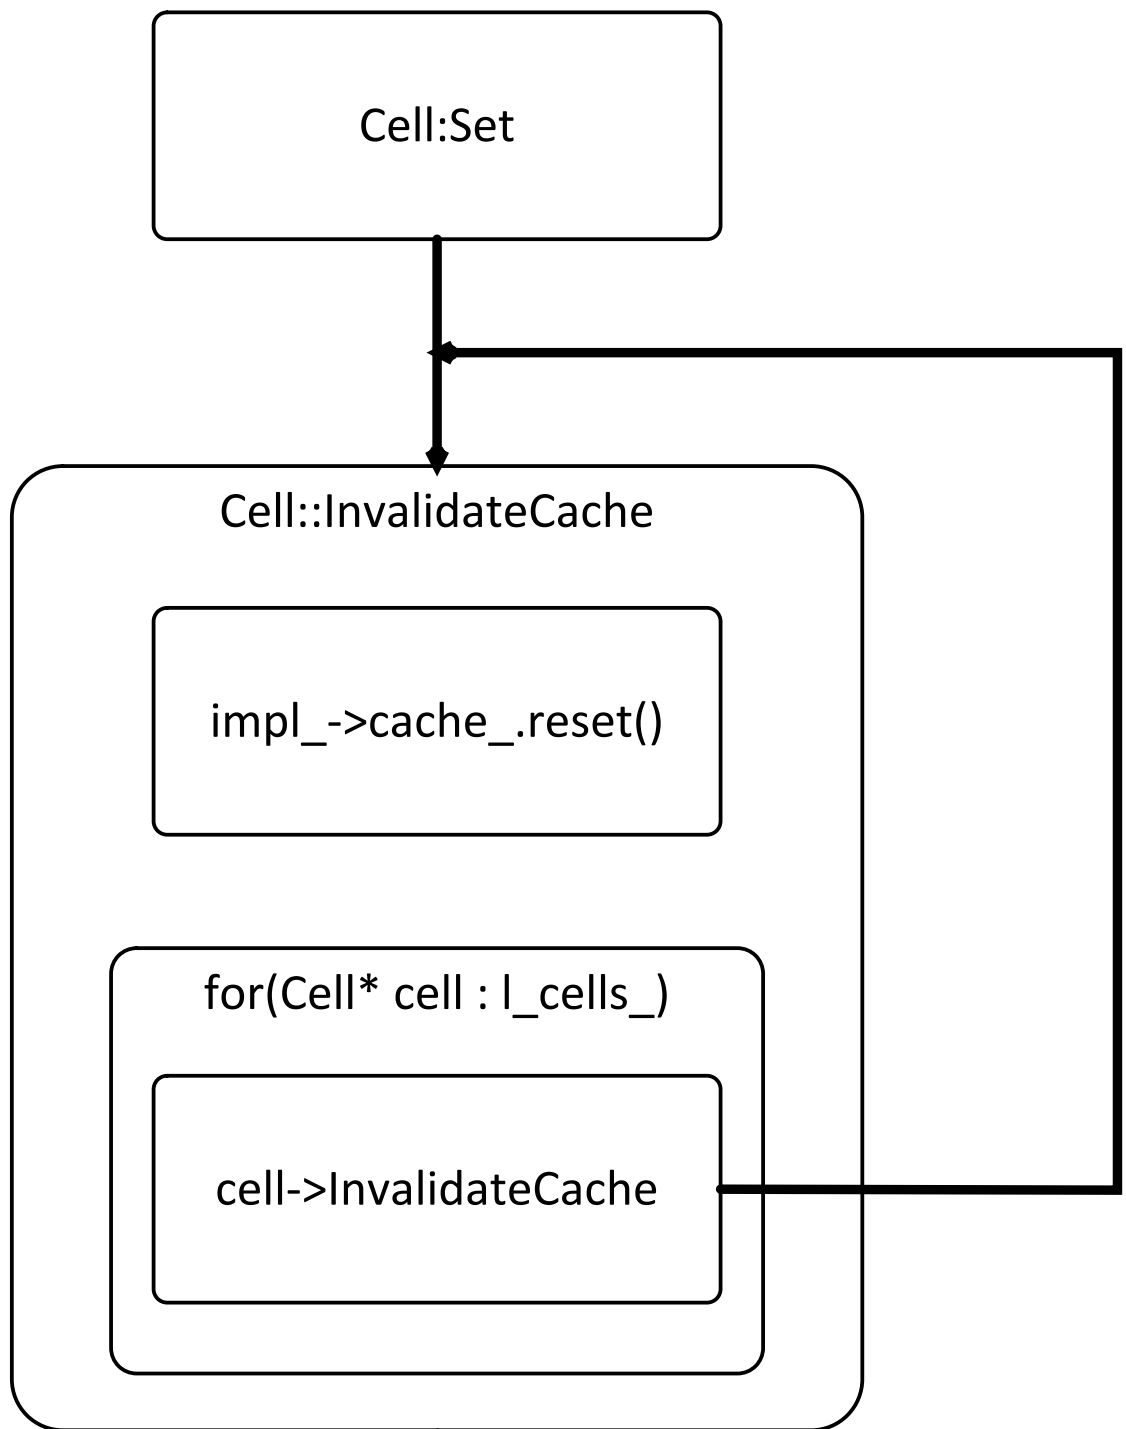 Cell:Set
Cell::InvalidateCache
impl_->cache_.reset()
for(Cell* cell : l_cells_)
cell->InvalidateCache